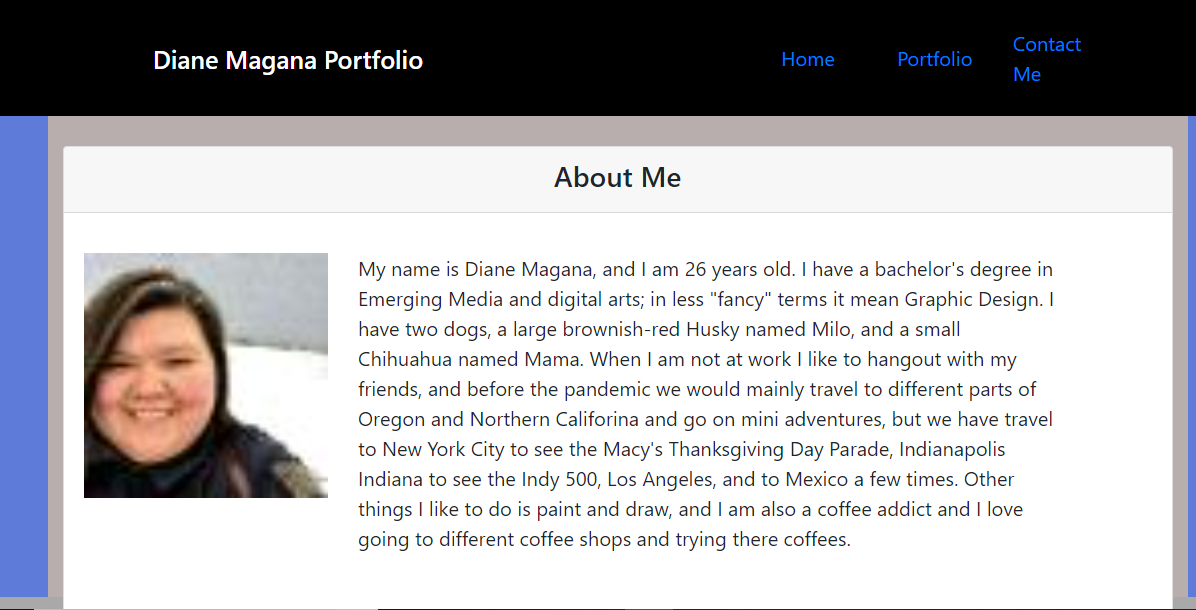 Diane Magana Portfolio
Home
Portfolio
Contact
Me
About Me
My name is Diane Magana, and I am 26 years old. I have a bachelor's degree in
Emerging Media and digital arts; in less "fancy" terms it mean Graphic Design. I
have two dogs, a large brownish-red Husky named Milo, and a small
Chihuahua named Mama. When I am not at work I like to hangout with my
friends, and before the pandemic we would mainly travel to different parts of
Oregon and Northern Califorina and go on mini adventures, but we have travel
to New York City to see the Macy's Thanksgiving Day Parade, Indianapolis
Indiana to see the Indy 500, Los Angeles, and to Mexico a few times. Other
things I like to do is paint and draw, and I am also a coffee addict and I love
going to different coffee shops and trying there coffees.